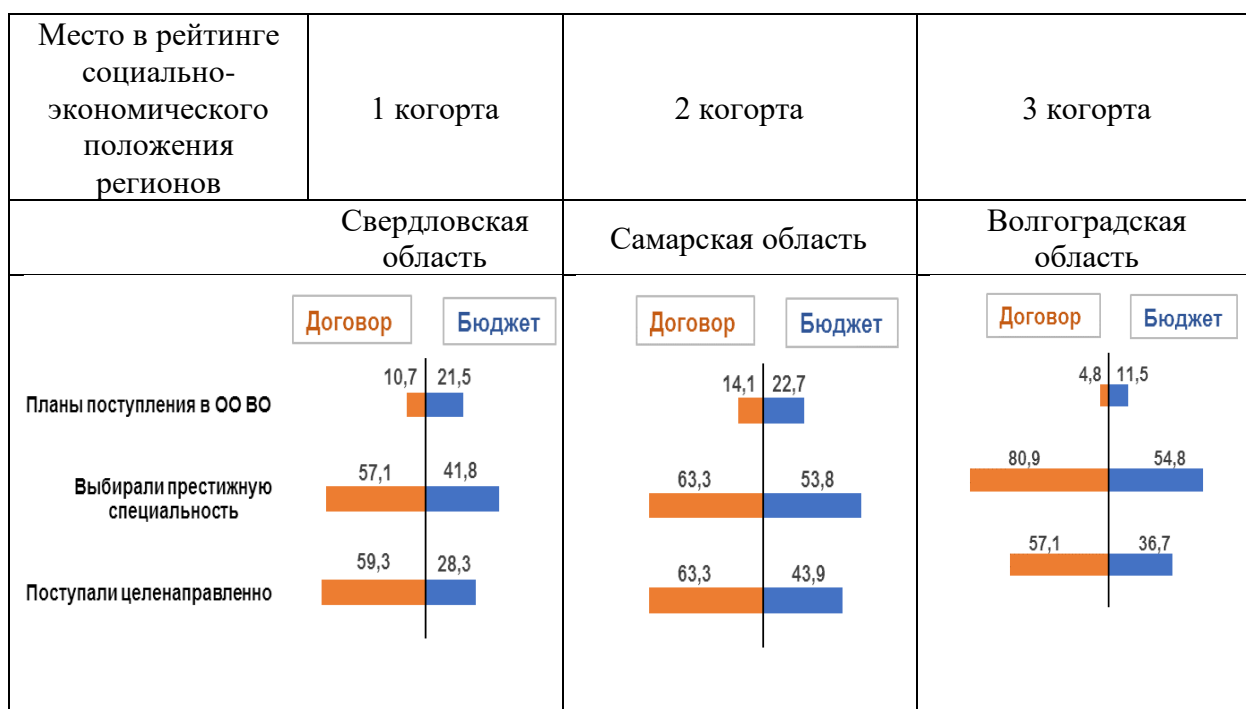 Место в рейтинге
социально-
экономического
положения
регионов
1 когорта
2 когорта
3 когорта
Свердловская
область
Самарская область
Волгоградская
область
Договор
Бюджет
Договор
Бюджет
Договор
Бюджет
Планы поступления в ОО ВО
10,7 21,5
14,1 22,7
4,8 11,5
Выбирали престижную
специальность
57,1 41,8
63,3 53,8
80,9 54,8
Поступали целенаправленно
59,3 28,3
63,3 43,9
57,1 36,7